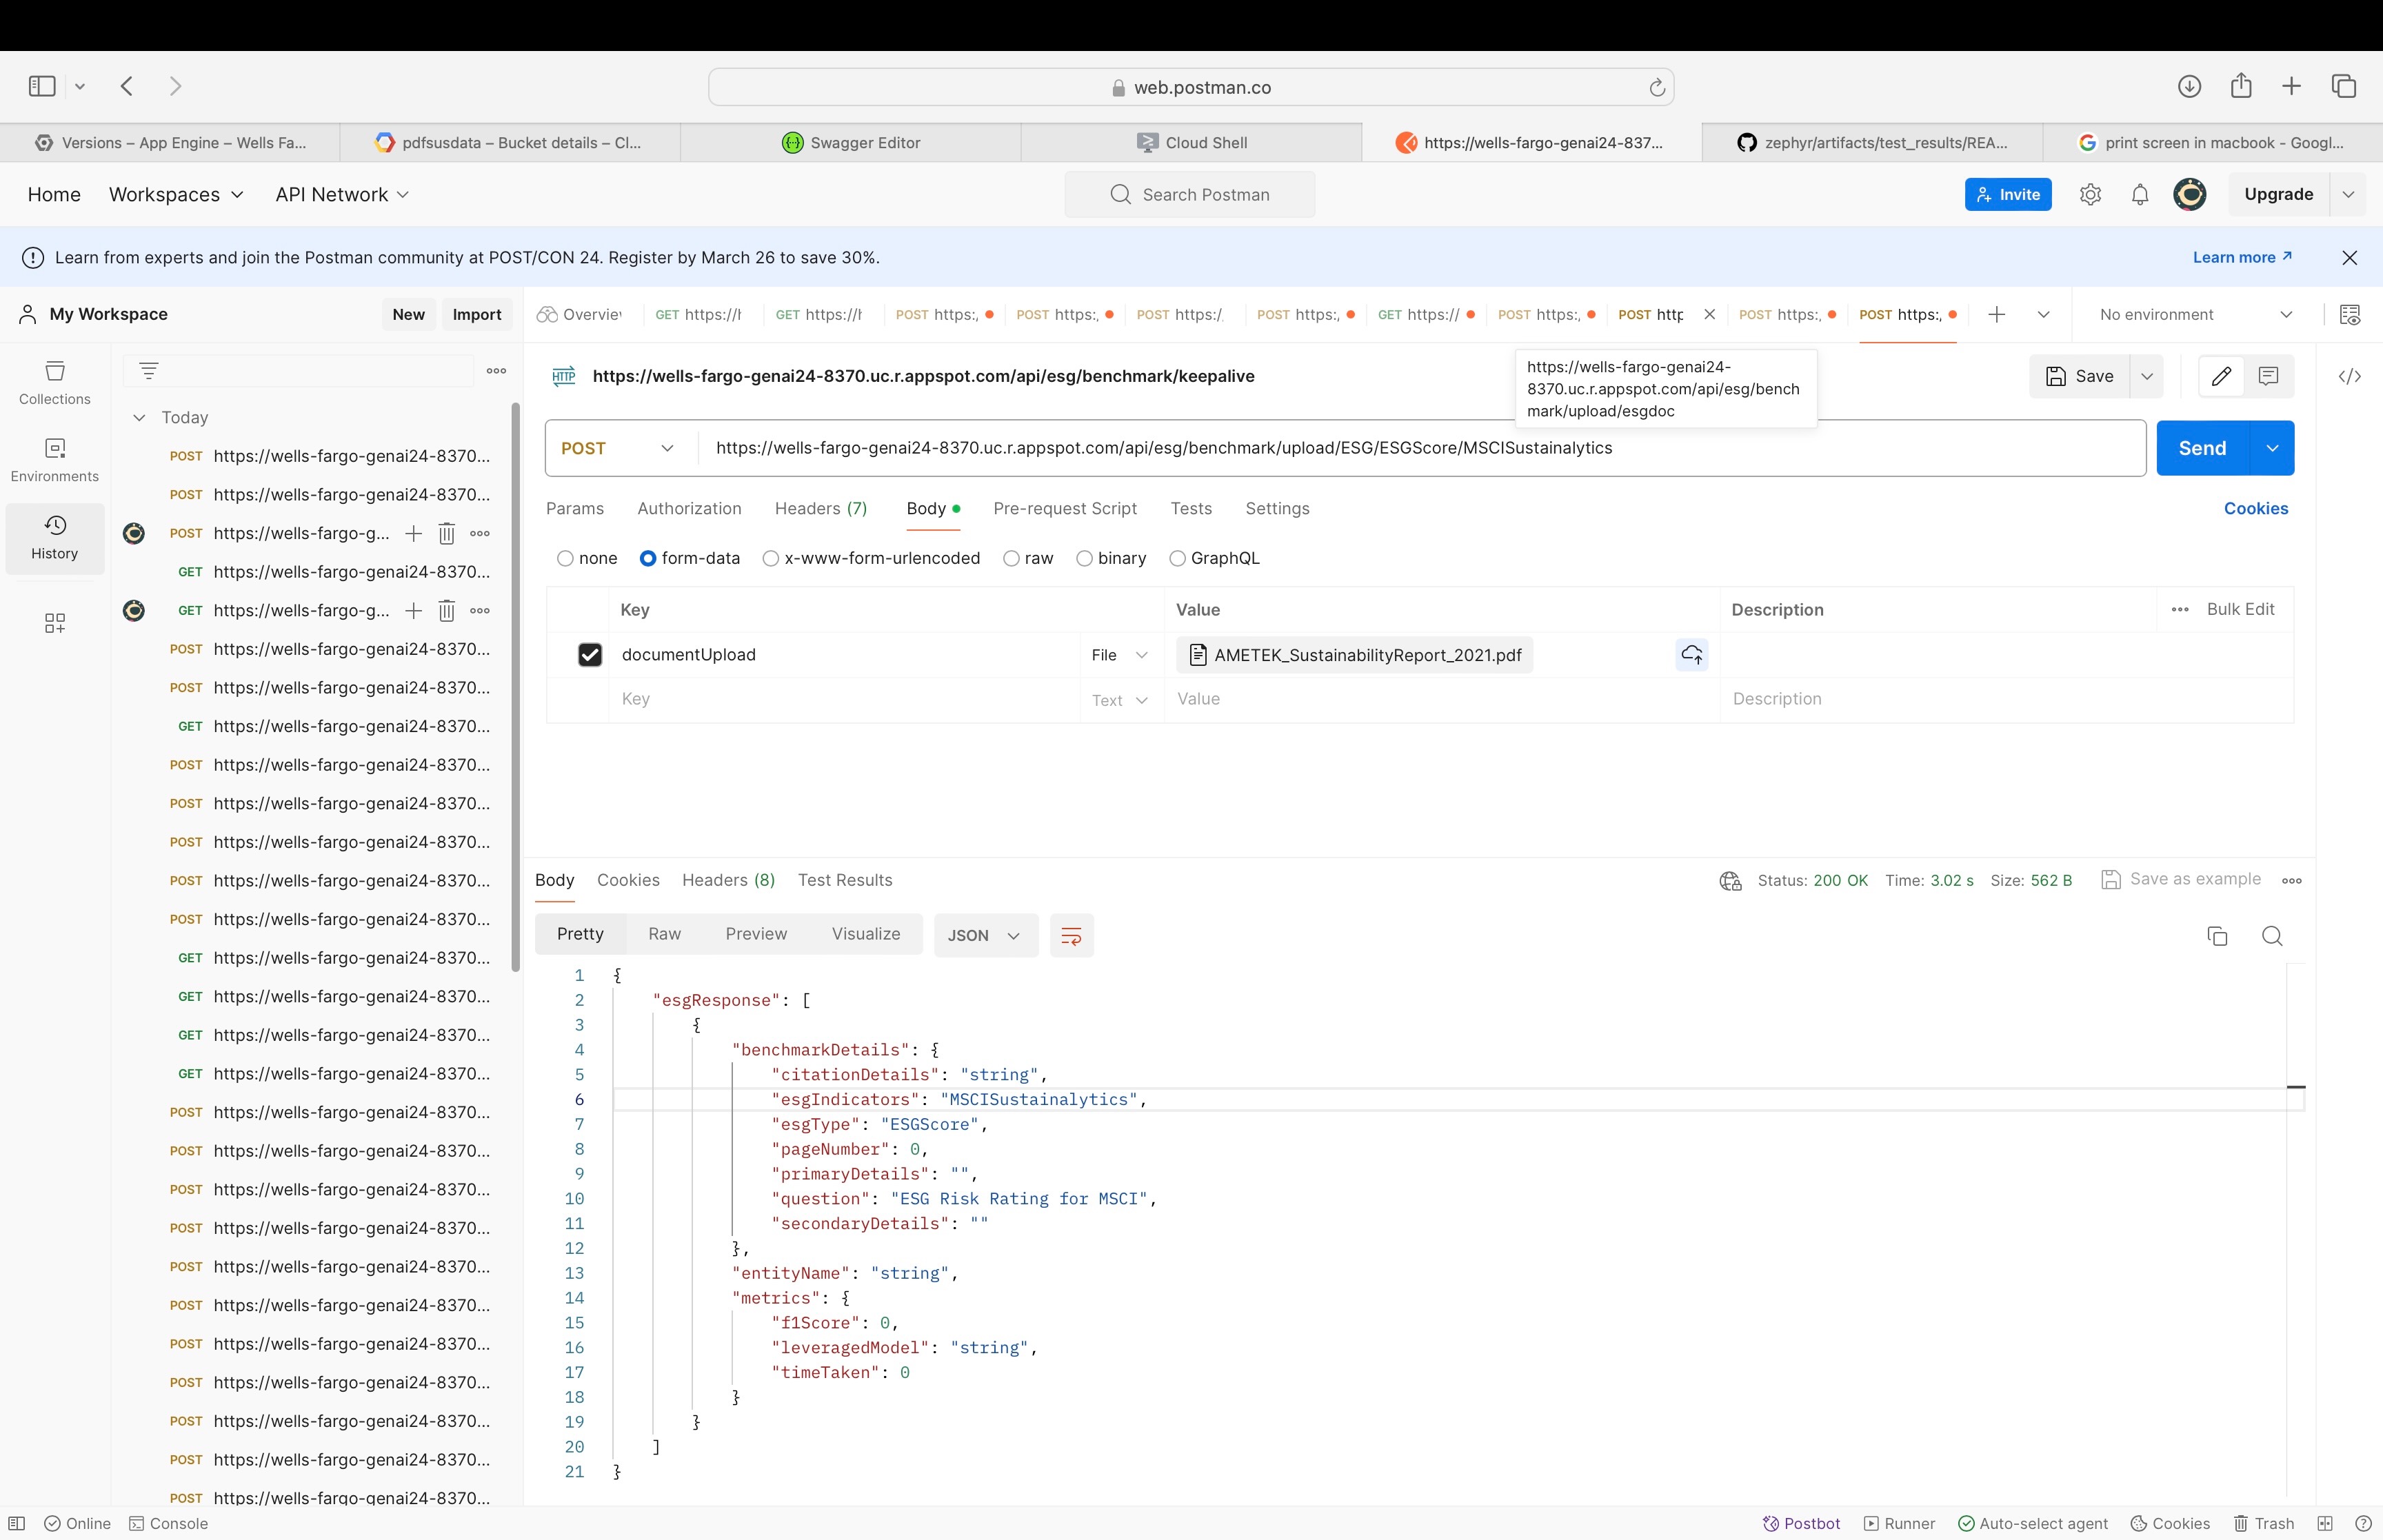 web.postman.co
Versions – App Engine – Wells Fa...
pdfsusdata – Bucket details – Cl...
Swagger Editor
Cloud Shell
https://wells-fargo-genai24-837...
zephyr/artifacts/test_results/REA...
print screen in macbook - Googl...
Home Workspaces API Network
Search Postman
Invite
Upgrade
Learn from experts and join the Postman community at POST/CON 24. Register by March 26 to save 30%.
Learn more
My Workspace
New
Import
Overvie
GET https://h
GET https://h
POST https:,
POST https:,
POST https:/.
POST https:,
GET https://
POST https:,
POST http
POST https:,
POST https:,
No environment
Collections
Environments
History
Today
POST https://wells-fargo-genai24-8370...
POST https://wells-fargo-genai24-8370...
POST https://wells-fargo-g...
GET https://wells-fargo-genai24-8370...
GET https://wells-fargo-g...
POST https://wells-fargo-genai24-8370...
POST https://wells-fargo-genai24-8370...
GET https://wells-fargo-genai24-8370...
POST https://wells-fargo-genai24-8370...
POST https://wells-fargo-genai24-8370...
POST https://wells-fargo-genai24-8370...
POST https://wells-fargo-genai24-8370...
POST https://wells-fargo-genai24-8370...
GET https://wells-fargo-genai24-8370...
GET https://wells-fargo-genai24-8370...
GET https://wells-fargo-genai24-8370...
GET https://wells-fargo-genai24-8370...
POST https://wells-fargo-genai24-8370...
POST https://wells-fargo-genai24-8370...
POST https://wells-fargo-genai24-8370...
POST https://wells-fargo-genai24-8370...
POST https://wells-fargo-genai24-8370...
POST https://wells-fargo-genai24-8370...
POST https://wells-fargo-genai24-8370...
POST https://wells-fargo-genai24-8370...
POST https://wells-fargo-genai24-8370...
POST https://wells-fargo-genai24-8370...
POST https://wells-fargo-genai24-8370...
HTTP https://wells-fargo-genai24-8370.uc.r.appspot.com/api/esg/benchmark/keepalive
https://wells-fargo-genai24-
8370.uc.r.appspot.com/api/esg/bench
mark/upload/esgdoc
Save
POST https://wells-fargo-genai24-8370.uc.r.appspot.com/api/esg/benchmark/upload/ESG/ESGScore/MSCISustainalytics
Send
Params Authorization Headers (7) Body Pre-request Script Tests Settings
Cookies
none form-data x-www-form-urlencoded raw binary GraphQL
Key Value Description Bulk Edit
documentUpload File AMETEK_SustainabilityReport_2021.pdf
Key Text Value Description
Body Cookies Headers (8) Test Results
Status: 200 OK Time: 3.02 s Size: 562 B Save as example
Pretty Raw Preview Visualize JSON
1 {
2 "esgResponse": [
3 {
4 "benchmarkDetails": {
5 "citationDetails": "string",
6 "esgIndicators": "MSCISustainalytics",
7 "esgType": "ESGScore",
8 "pageNumber": 0,
9 "primaryDetails": "",
10 "question": "ESG Risk Rating for MSCI",
11 "secondaryDetails": ""
12 },
13 "entityName": "string",
14 "metrics": {
15 "f1Score": 0,
16 "leveragedModel": "string",
17 "timeTaken": 0
18 }
19 }
20 ]
21 }
Online Console
Postbot Runner Auto-select agent Cookies Trash